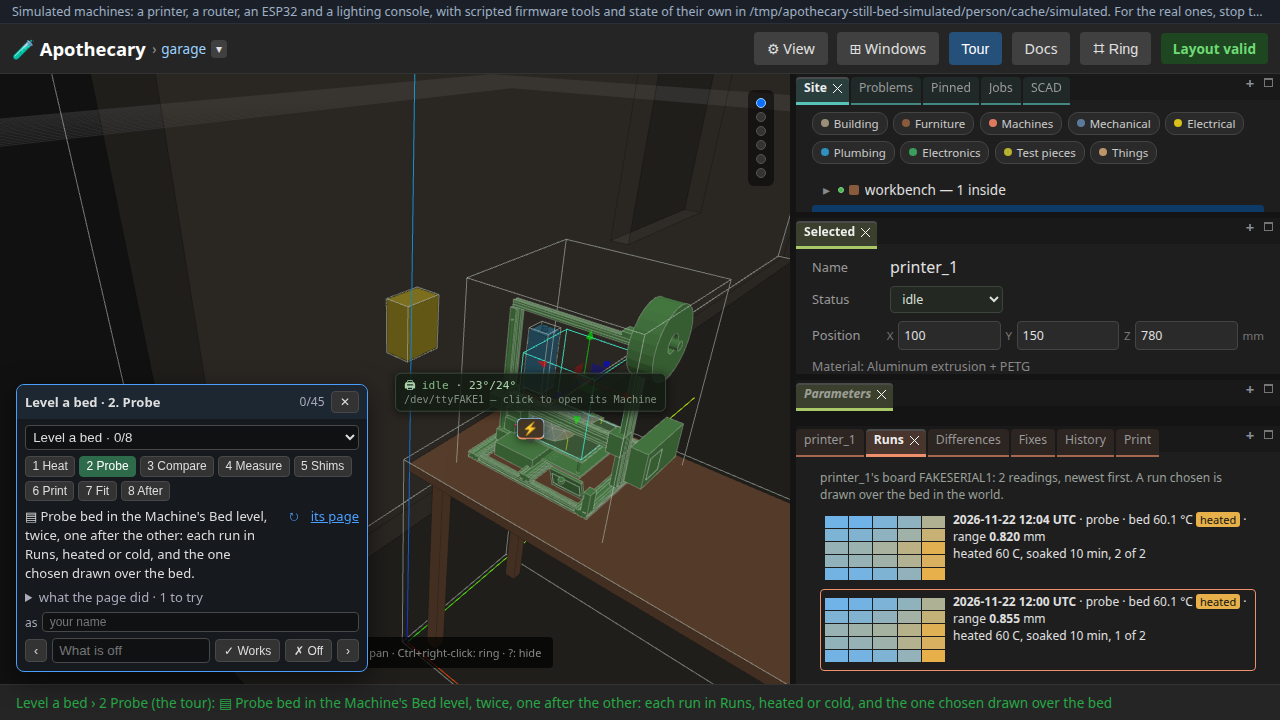 Simulated machines: a printer, a router, an ESP32 and a lighting console, with scripted firmware tools and state of their own in /tmp/apothecary-still-bed-simulated/person/cache/simulated. For the real ones, stop t...
Apothecary › garage ▾
⚙ View
⊞ Windows
Tour
Docs
⌗ Ring
Layout valid
Site
Problems
Pinned
Jobs
SCAD
Building
Furniture
Machines
Mechanical
Electrical
Plumbing
Electronics
Test pieces
Things
workbench — 1 inside
Selected
Name printer_1
Status idle
Position X 100 Y 150 Z 780 mm
Material: Aluminum extrusion + PETG
Parameters
printer_1
Runs
Differences
Fixes
History
Print
printer_1's board FAKESERIAL1: 2 readings, newest first. A run chosen is
drawn over the bed in the world.
2026-11-22 12:04 UTC · probe · bed 60.1 °C heated ·
range 0.820 mm
heated 60 C, soaked 10 min, 2 of 2
2026-11-22 12:00 UTC · probe · bed 60.1 °C heated ·
range 0.855 mm
heated 60 C, soaked 10 min, 1 of 2
idle · 23°/24°
/dev/ttyFAKE1 — click to open its Machine
Level a bed · 2. Probe 0/45 ✕
Level a bed · 0/8
1 Heat
2 Probe
3 Compare
4 Measure
5 Shims
6 Print
7 Fit
8 After
▤ Probe bed in the Machine's Bed level,
twice, one after the other: each run in
Runs, heated or cold, and the one
chosen drawn over the bed.
↻ its page
▶ what the page did · 1 to try
as your name
‹ What is off ✓ Works ✗ Off ›
pan · Ctrl+right-click: ring · ?: hide
Level a bed › 2 Probe (the tour): ▤ Probe bed in the Machine's Bed level, twice, one after the other: each run in Runs, heated or cold, and the one chosen drawn over the bed